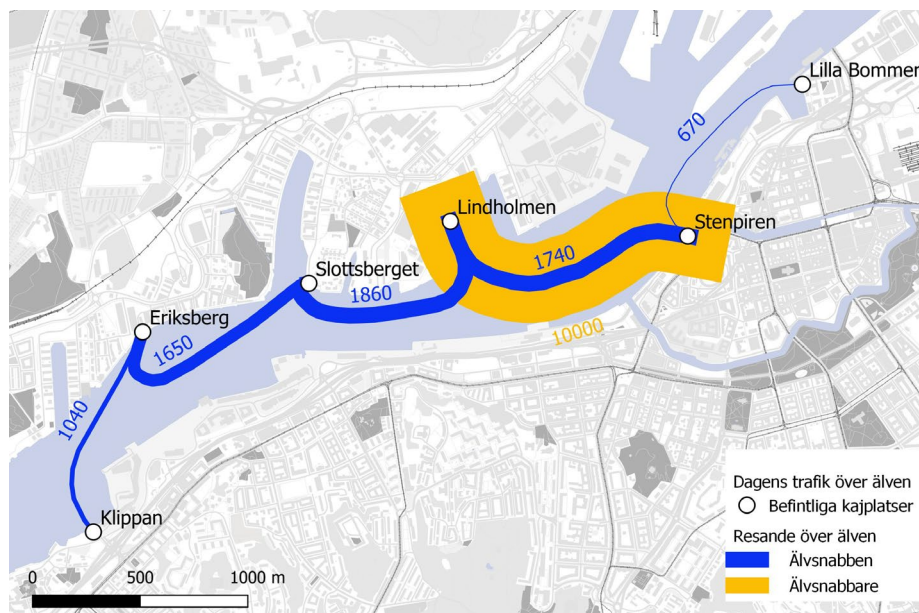 Lilla Bommen
670
Lindholmen
Stenpiren
1740
Slottsberget
1860
10000
Eriksberg
1650
1040
Klippan
0 500 1000 m
Dagens trafik över älven
Befintliga kajplatser
Resande över älven
Älvsnabben
Älvsnabbare